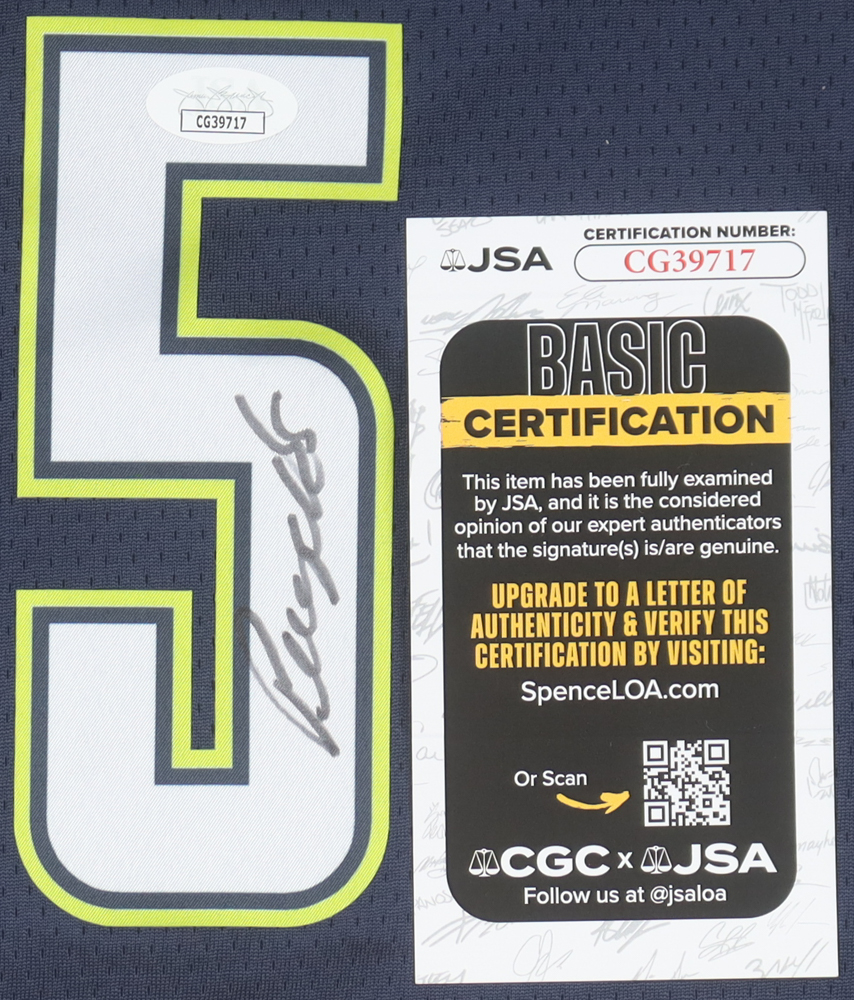 5
CG39717
JSA
CERTIFICATION NUMBER:
CG39717
BASIC
CERTIFICATION
This item has been fully examined
by JSA, and it is the considered
opinion of our expert authenticators
that the signature(s) is/are genuine.
UPGRADE TO A LETTER OF
AUTHENTICITY & VERIFY THIS
CERTIFICATION BY VISITING:
SpenceLOA.com
Or Scan
CGC x JSA
Follow us at @jsaloa